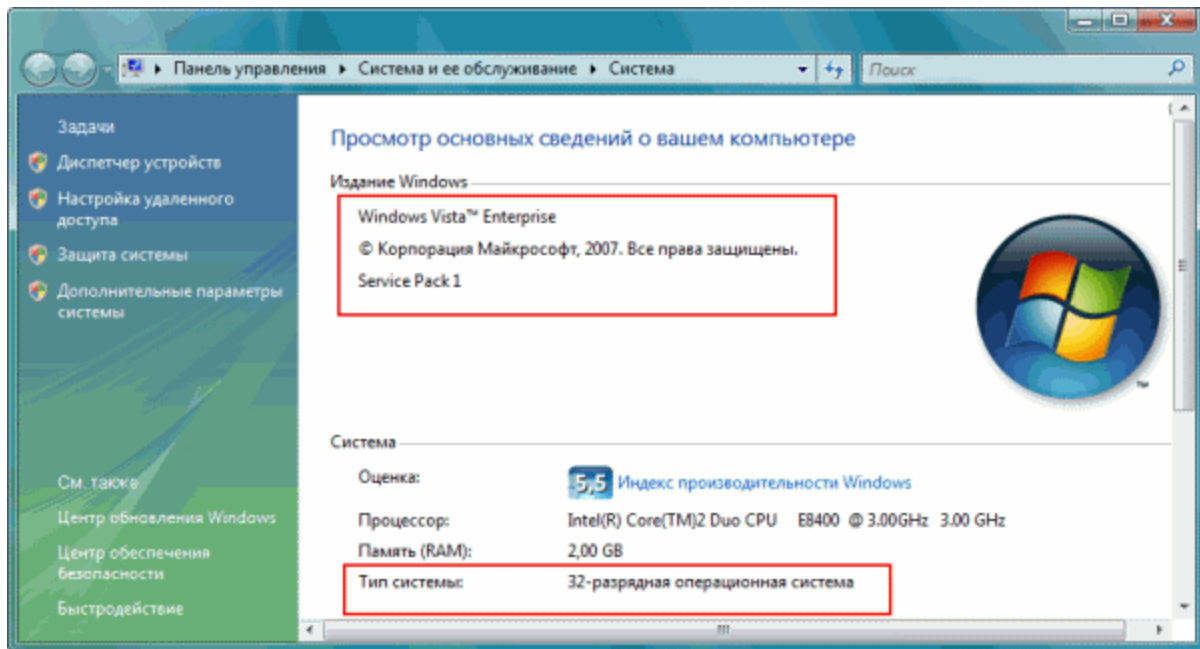 Панель управления ▸ Система и ее обслуживание ▸ Система
Поиск
Задачи
Диспетчер устройств
Настройка удаленного
доступа
Защита системы
Дополнительные параметры
системы
См. также
Центр обновления Windows
Центр обеспечения
безопасности
Быстродействие
Просмотр основных сведений о вашем компьютере
Издание Windows
Windows Vista™ Enterprise
© Корпорация Майкрософт, 2007. Все права защищены.
Service Pack 1
Система
Оценка: 5,5 Индекс производительности Windows
Процессор: Intel(R) Core(TM)2 Duo CPU E8400 @ 3.00GHz 3.00 GHz
Память (RAM): 2,00 GB
Тип системы: 32-разрядная операционная система